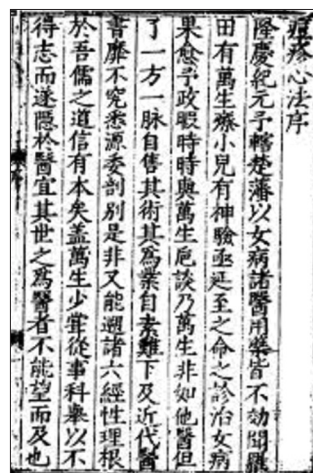 痘疹心法序
隆慶紀元予轄楚藩以女病諸醫用藥皆不効聞羅
田有萬生療小兒有神驗亟延至之命之診治女病
果愈予政暇時時與萬生巵談乃萬生非如他醫但
了一方一脉自售其術其為業自素難下及近代醫
書靡不究悉源委剖別是非又能遡諸六經性理根
於吾儒之道信有本矣盖萬生少甞從事科舉以不
得志而遂隱於醫宜其世之為醫者不能望而及也